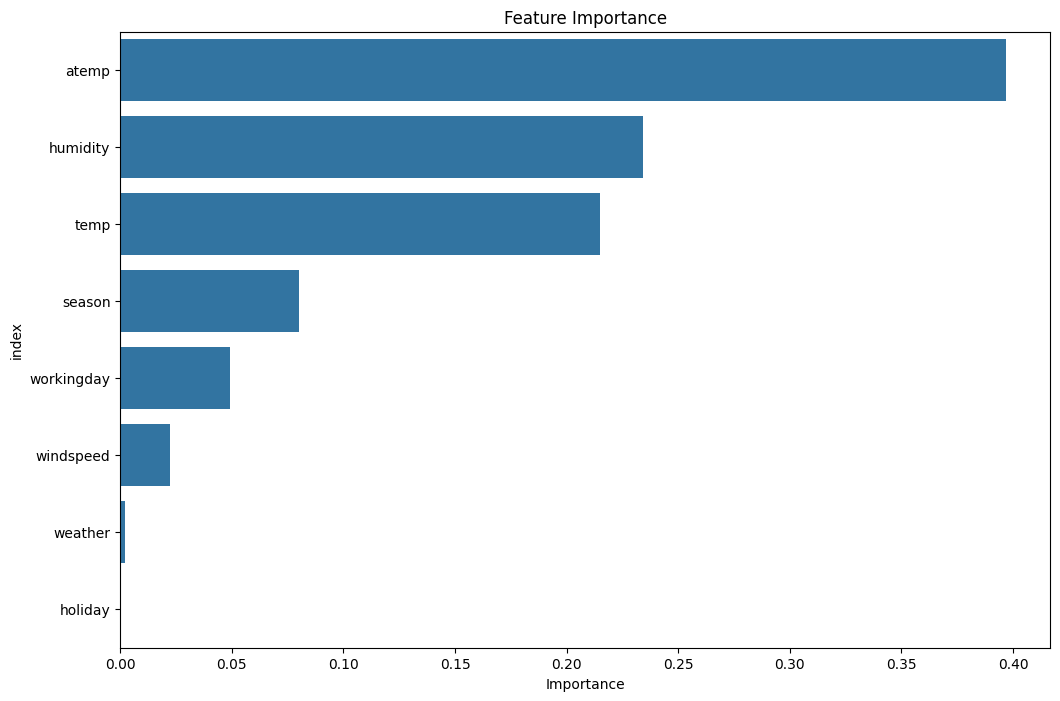 Feature Importance
atemp
humidity
temp
season
workingday
windspeed
weather
holiday
index
0.00 0.05 0.10 0.15 0.20 0.25 0.30 0.35 0.40
Importance